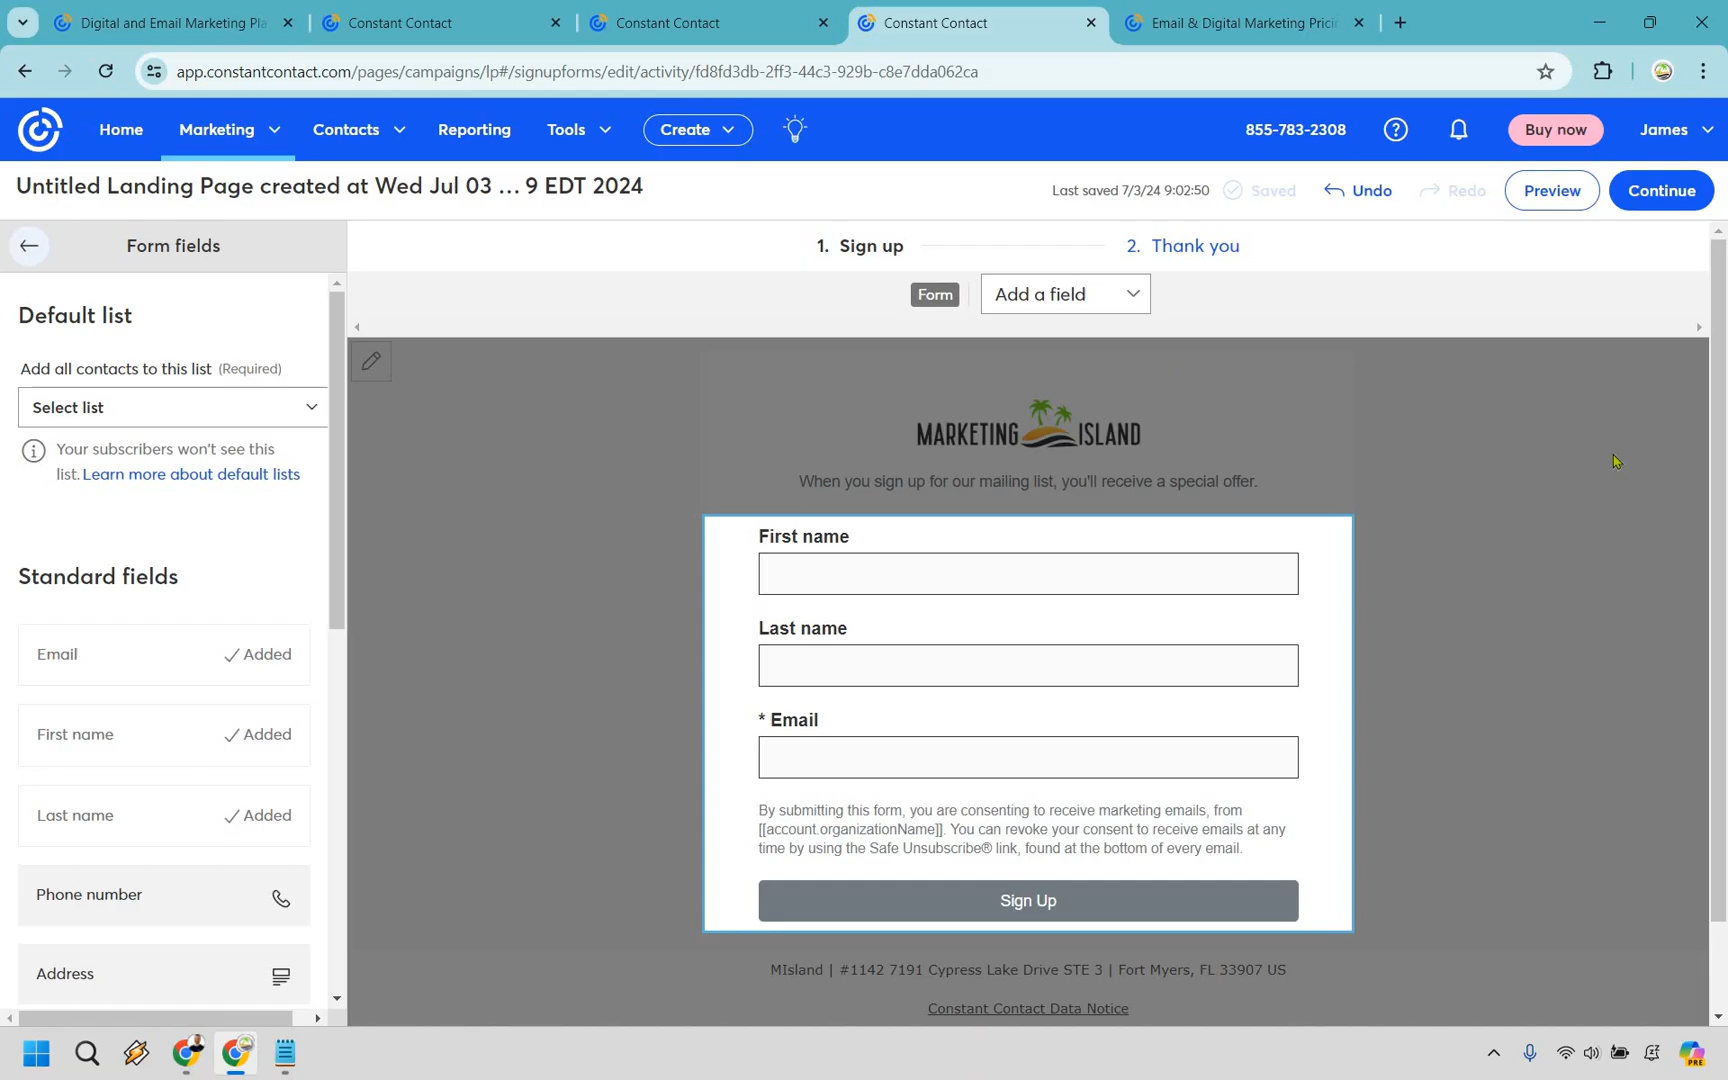 Digital and Email Marketing Pla
Constant Contact
Constant Contact
Constant Contact
Email & Digital Marketing Prici
app.constantcontact.com/pages/campaigns/lp#/signupforms/edit/activity/fd8fd3db-2ff3-44c3-929b-c8e7dda062ca
Home
Marketing
Contacts
Reporting
Tools
Create
855-783-2308
Buy now
James
Untitled Landing Page created at Wed Jul 03 ... 9 EDT 2024
Last saved 7/3/24 9:02:50
Saved
Undo
Redo
Preview
Continue
Form fields
1. Sign up
2. Thank you
Form
Add a field
Default list
Add all contacts to this list (Required)
Select list
Your subscribers won't see this
list. Learn more about default lists
Standard fields
Email
Added
First name
Added
Last name
Added
Phone number
Address
MARKETING ISLAND
When you sign up for our mailing list, you'll receive a special offer.
First name
Last name
* Email
By submitting this form, you are consenting to receive marketing emails, from
[[account.organizationName]]. You can revoke your consent to receive emails at any
time by using the Safe Unsubscribe® link, found at the bottom of every email.
Sign Up
MIsland | #1142 7191 Cypress Lake Drive STE 3 | Fort Myers, FL 33907 US
Constant Contact Data Notice
PRE